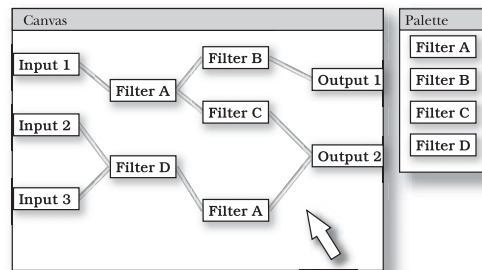 Canvas
Input 1
Filter A
Filter B
Output 1
Input 2
Filter C
Filter D
Output 2
Input 3
Filter A
Palette
Filter A
Filter B
Filter C
Filter D